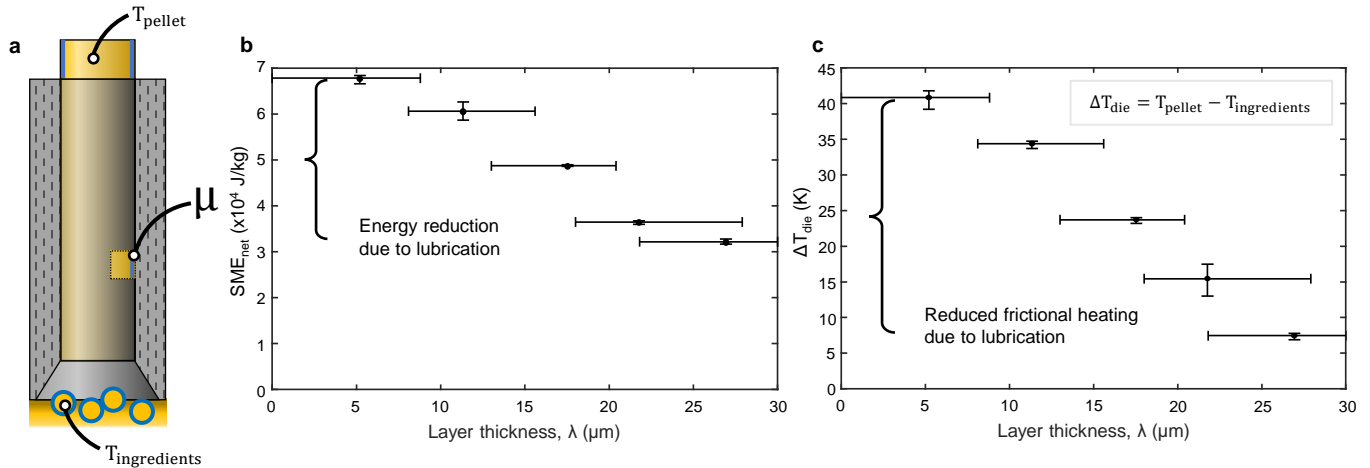 a
T_pellet
μ
T_ingredients
b
SME_net (x10^4 J/kg)
7
6
5
4
3
2
1
0
Energy reduction
due to lubrication
0 5 10 15 20 25 30
Layer thickness, λ (μm)
c
ΔT_die (K)
45
40
35
30
25
20
15
10
5
0
ΔT_die = T_pellet − T_ingredients
Reduced frictional heating
due to lubrication
0 5 10 15 20 25 30
Layer thickness, λ (μm)